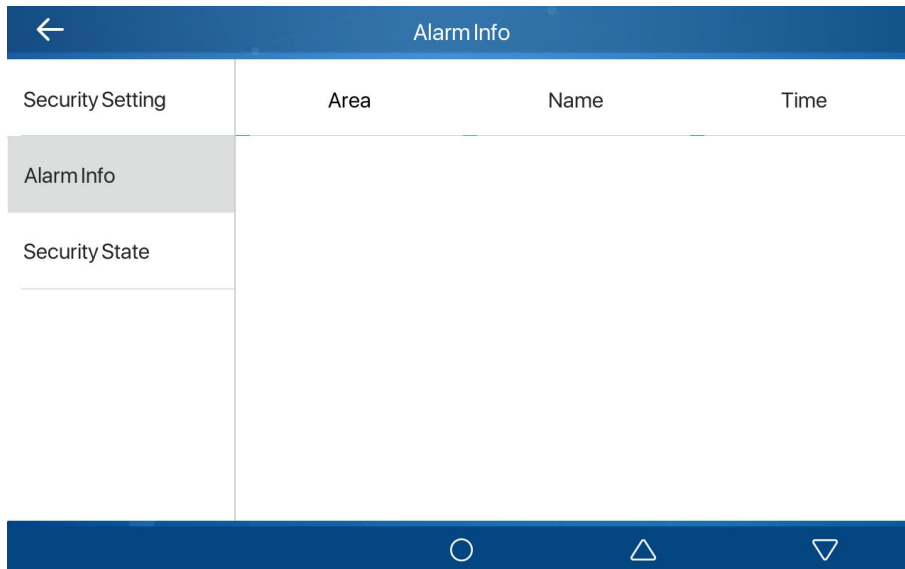 Alarm Info
Security Setting
Area Name Time
Alarm Info
Security State